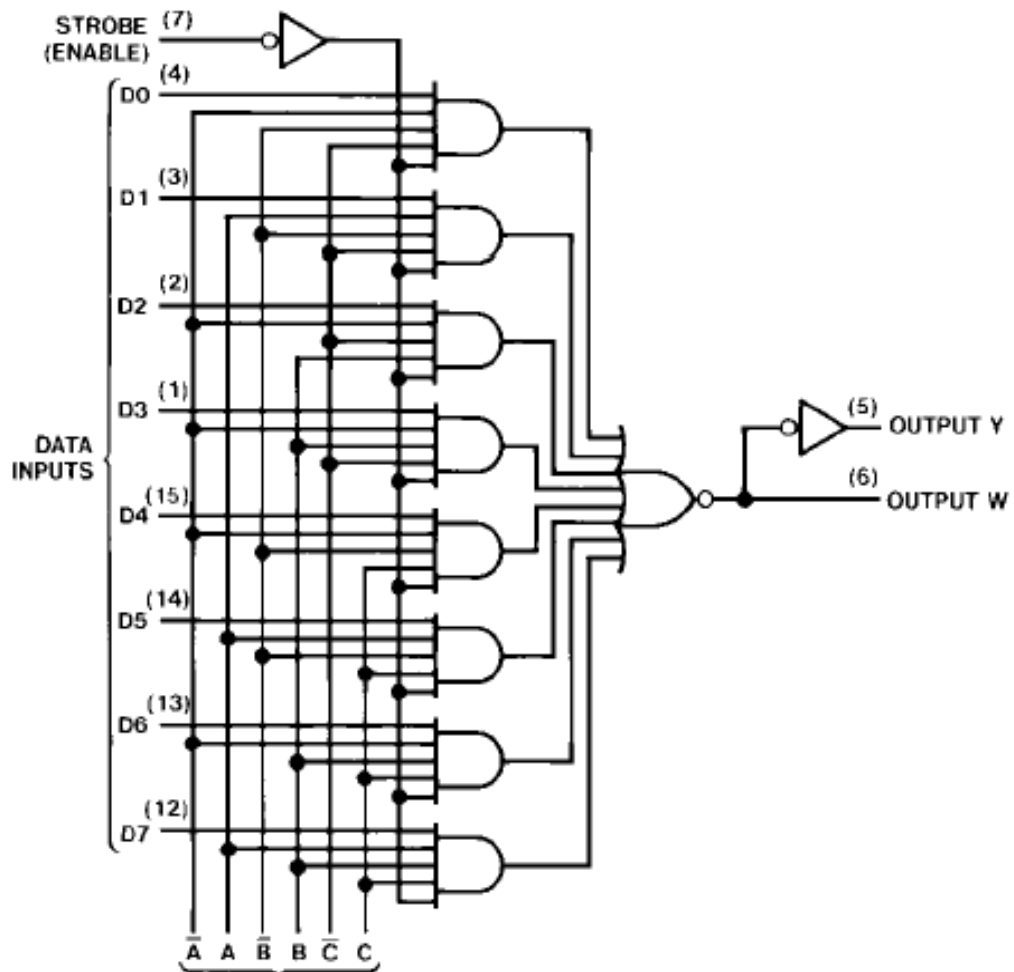 STROBE (7)
(ENABLE)
(4)
D0
(3)
D1
(2)
D2
(1)
D3
DATA
INPUTS
(15)
D4
(14)
D5
(13)
D6
(12)
D7
(5)
OUTPUT Y
(6)
OUTPUT W
A̅ A B̅ B C̅ C